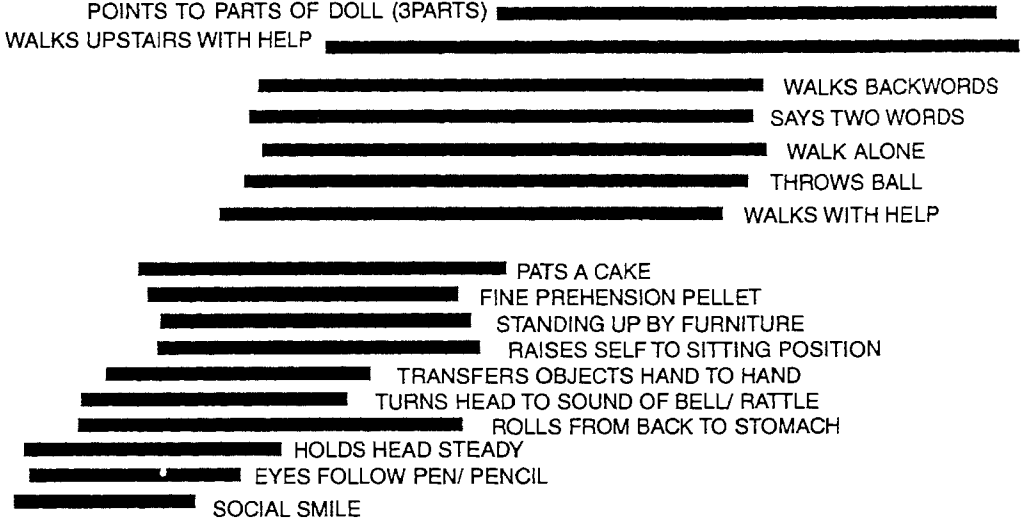 POINTS TO PARTS OF DOLL (3PARTS)
WALKS UPSTAIRS WITH HELP
WALKS BACKWORDS
SAYS TWO WORDS
WALK ALONE
THROWS BALL
WALKS WITH HELP
PATS A CAKE
FINE PREHENSION PELLET
STANDING UP BY FURNITURE
RAISES SELF TO SITTING POSITION
TRANSFERS OBJECTS HAND TO HAND
TURNS HEAD TO SOUND OF BELL/ RATTLE
ROLLS FROM BACK TO STOMACH
HOLDS HEAD STEADY
EYES FOLLOW PEN/ PENCIL
SOCIAL SMILE